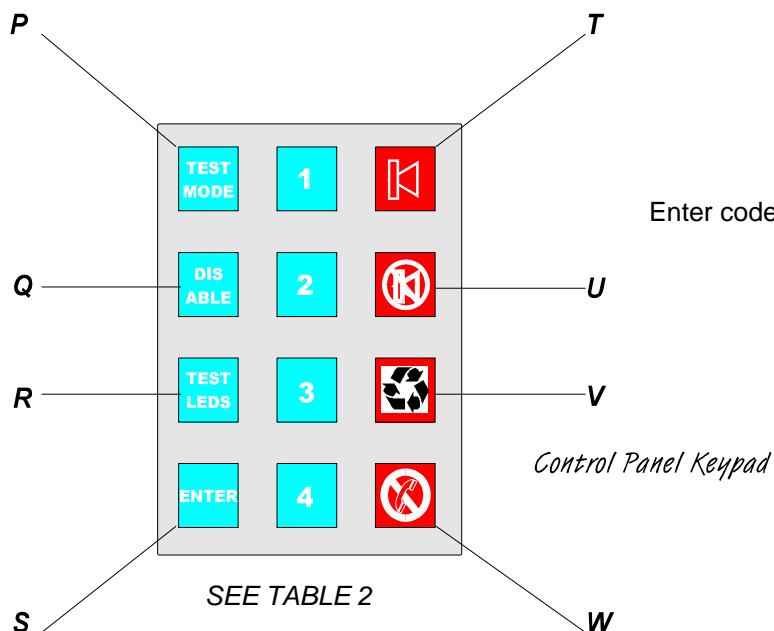 P
T
TEST
MODE
1
Enter code
DIS
ABLE
2
Q
U
TEST
LEDS
3
R
V
Control Panel Keypad
ENTER
4
SEE TABLE 2
S
W